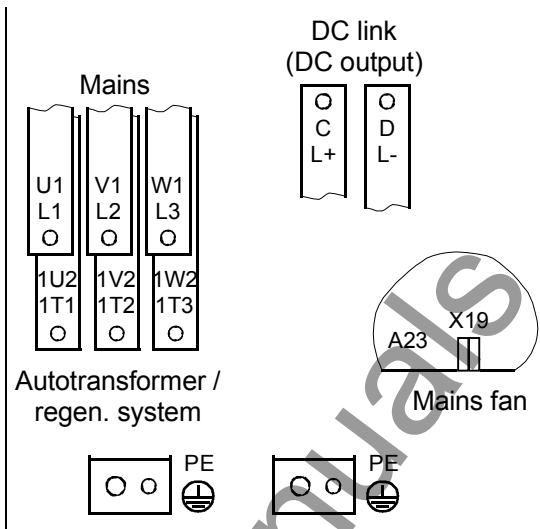 DC link
(DC output)
Mains
C
D
L+
L-
U1
V1
W1
L1
L2
L3
1U2
1V2
1W2
1T1
1T2
1T3
X19
A23
Autotransformer /
regen. system
Mains fan
PE
PE
nuals